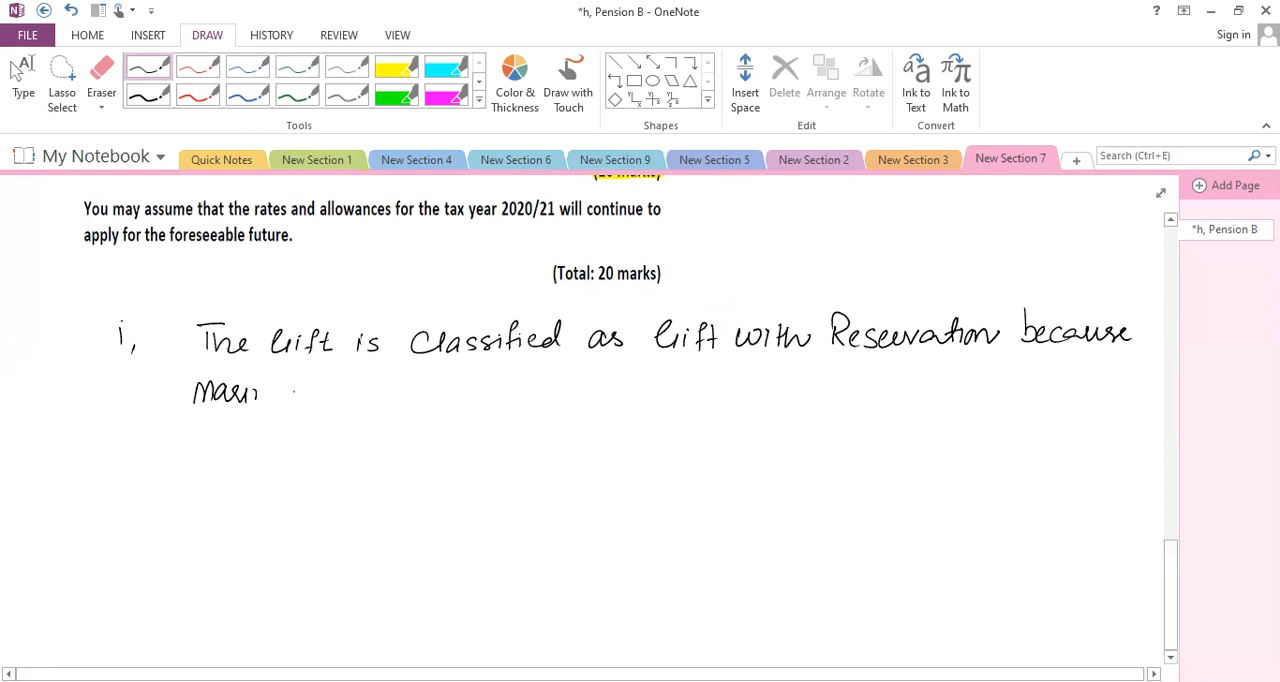 *h, Pension B - OneNote
?
FILE HOME INSERT DRAW HISTORY REVIEW VIEW
Sign in
Type
Lasso Select
Eraser
Color & Thickness
Draw with Touch
Insert Space
Delete
Arrange
Rotate
Ink to Text
Ink to Math
Tools Shapes Edit Convert
My Notebook
Quick Notes New Section 1 New Section 4 New Section 6 New Section 9 New Section 5 New Section 2 New Section 3 New Section 7
Search (Ctrl+E)
Add Page
*h, Pension B
You may assume that the rates and allowances for the tax year 2020/21 will continue to
apply for the foreseeable future.
(Total: 20 marks)
i, The Gift is Classified as Gift with Reservation because